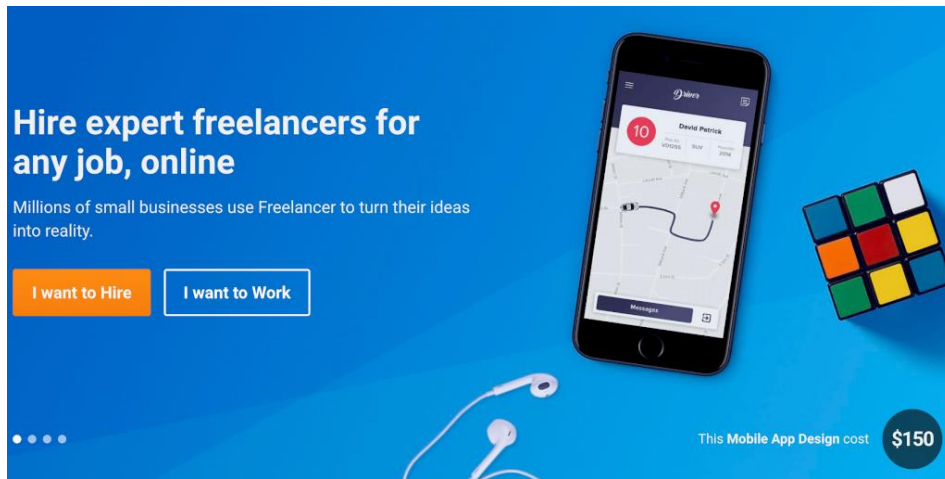 Hire expert freelancers for
any job, online
Millions of small businesses use Freelancer to turn their ideas
into reality.
I want to Hire
I want to Work
Driver
10
David Patrick
VOH255
SUV
2014
Messages
This Mobile App Design cost
$150